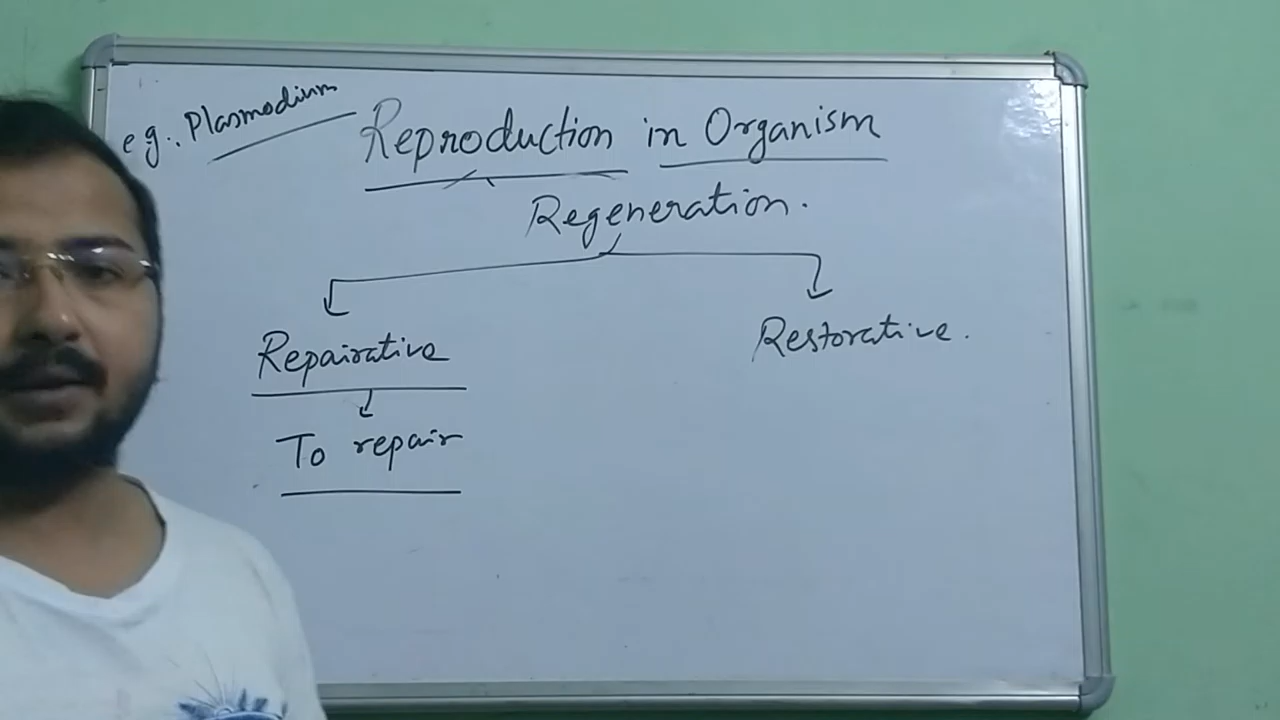 e.g.. Plasmodium
Reproduction in Organism
Regeneration.
Repairative
Restorative.
To repair